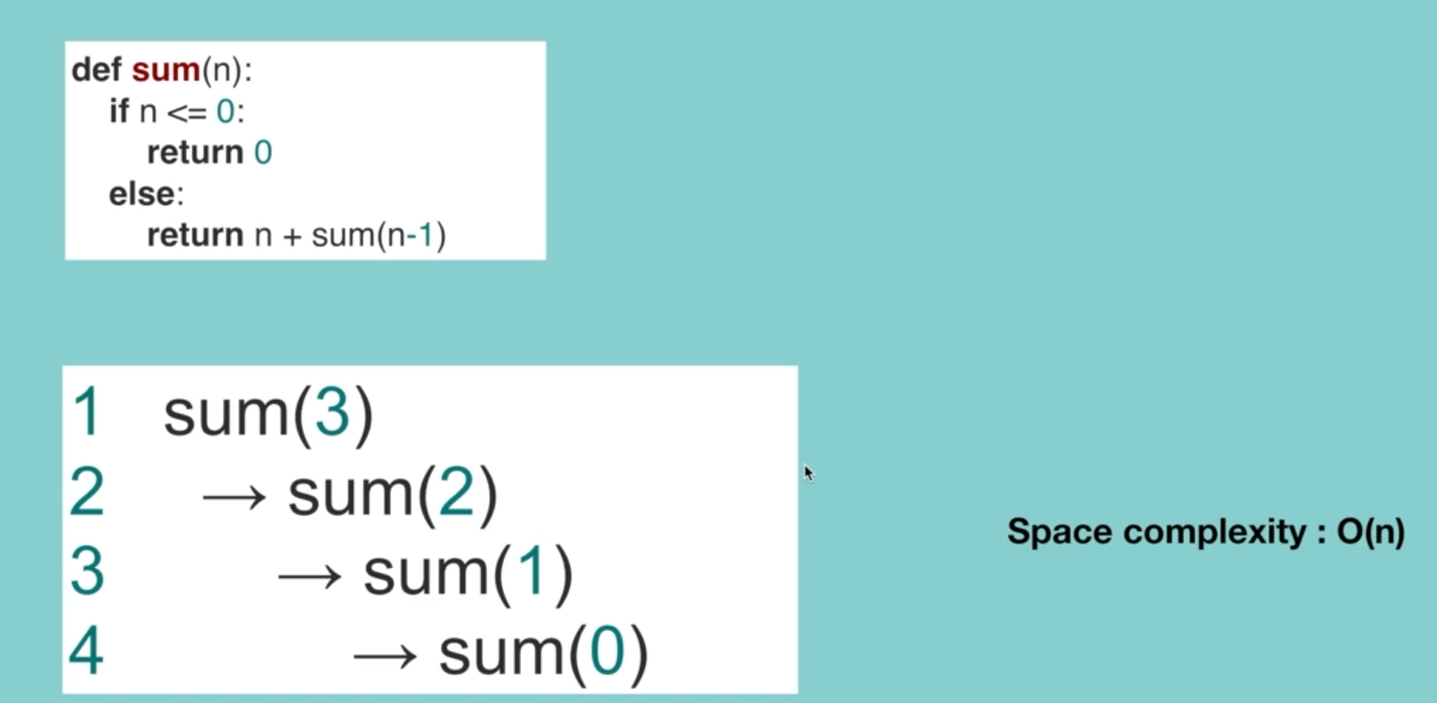 def sum(n):
if n <= 0:
return 0
else:
return n + sum(n-1)
1 sum(3)
2 → sum(2)
3 → sum(1)
4 → sum(0)
Space complexity : O(n)